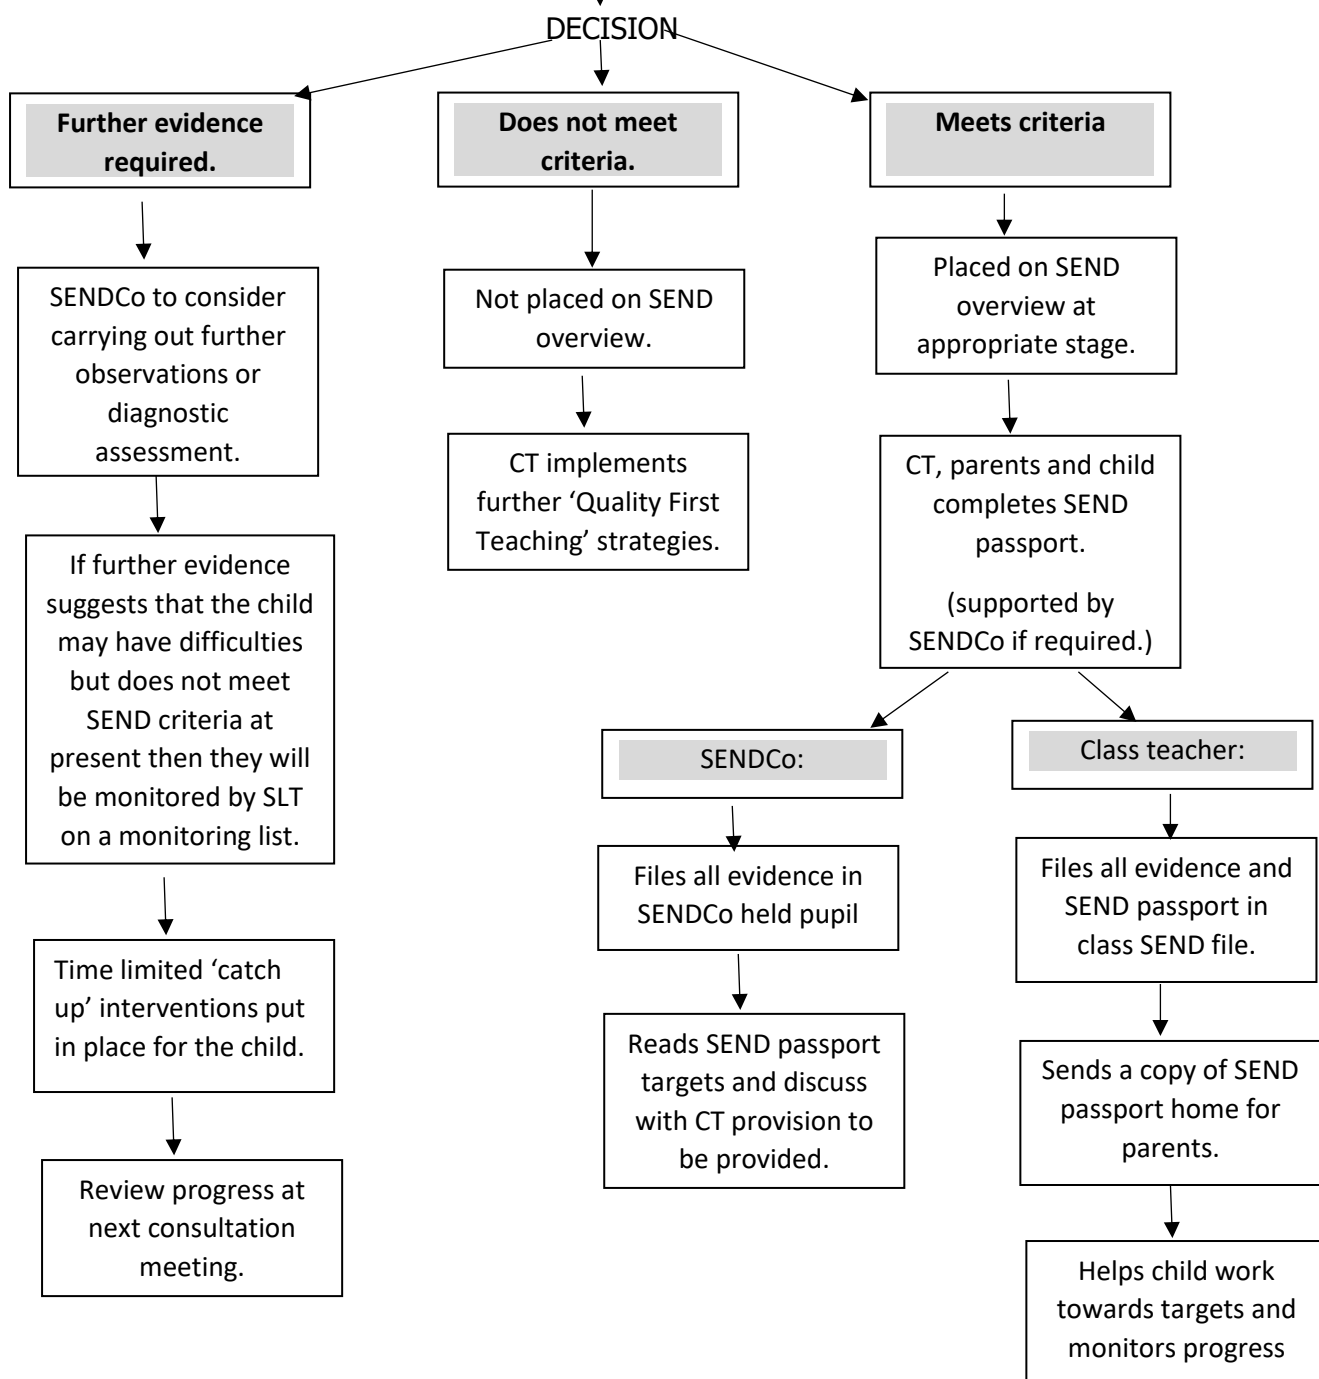 DECISION
Further evidence
required.
SENDCo to consider
carrying out further
observations or
diagnostic
assessment.
If further evidence
suggests that the child
may have difficulties
but does not meet
SEND criteria at
present then they will
be monitored by SLT
on a monitoring list.
Time limited ‘catch
up’ interventions put
in place for the child.
Review progress at
next consultation
meeting.
Does not meet
criteria.
Not placed on SEND
overview.
CT implements
further ‘Quality First
Teaching’ strategies.
Meets criteria
Placed on SEND
overview at
appropriate stage.
CT, parents and child
completes SEND
passport.
(supported by
SENDCo if required.)
SENDCo:
Files all evidence in
SENDCo held pupil
Reads SEND passport
targets and discuss
with CT provision to
be provided.
Class teacher:
Files all evidence and
SEND passport in
class SEND file.
Sends a copy of SEND
passport home for
parents.
Helps child work
towards targets and
monitors progress